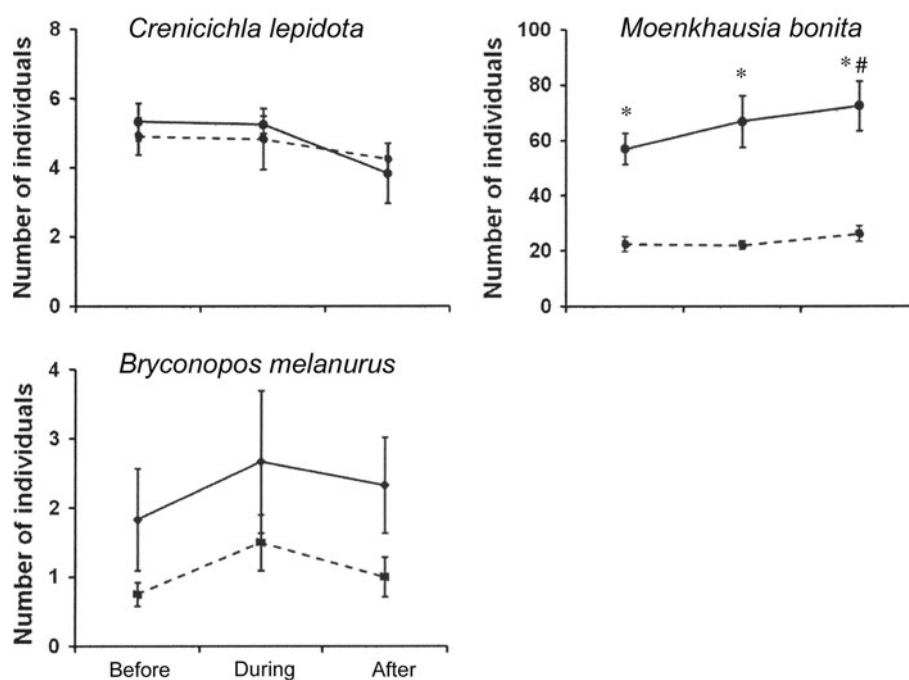 Crenicichla lepidota
Number of individuals
8
6
4
2
0
Moenkhausia bonita
Number of individuals
100
80
60
40
20
0
*
*
* #
Bryconopos melanurus
Number of individuals
4
3
2
1
0
Before During After